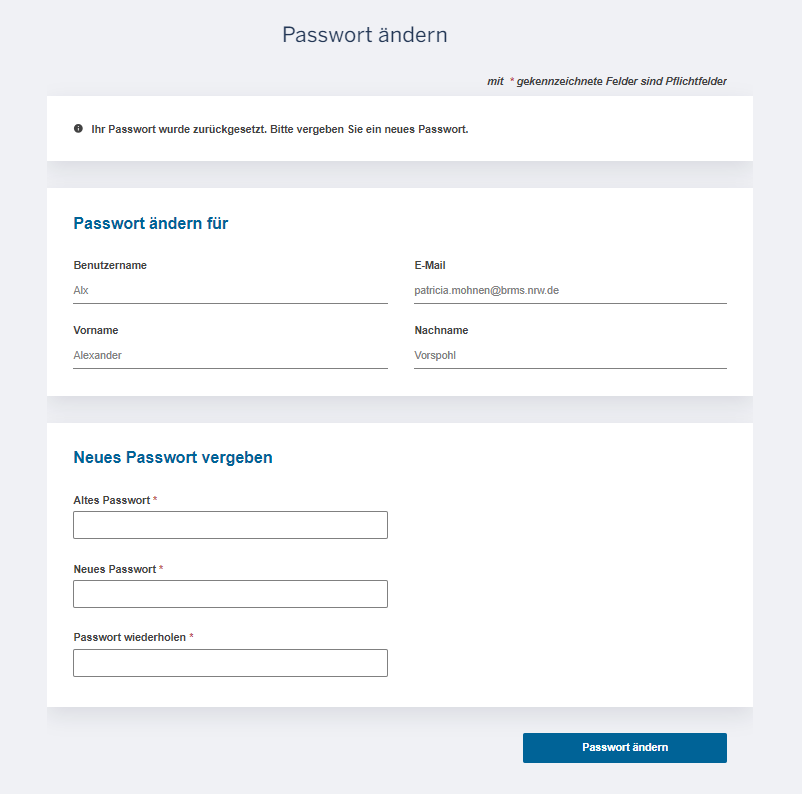 Passwort ändern
mit * gekennzeichnete Felder sind Pflichtfelder
Ihr Passwort wurde zurückgesetzt. Bitte vergeben Sie ein neues Passwort.
Passwort ändern für
Benutzername
Alx
E-Mail
patricia.mohnen@brms.nrw.de
Vorname
Alexander
Nachname
Vorspohl
Neues Passwort vergeben
Altes Passwort *
Neues Passwort *
Passwort wiederholen *
Passwort ändern